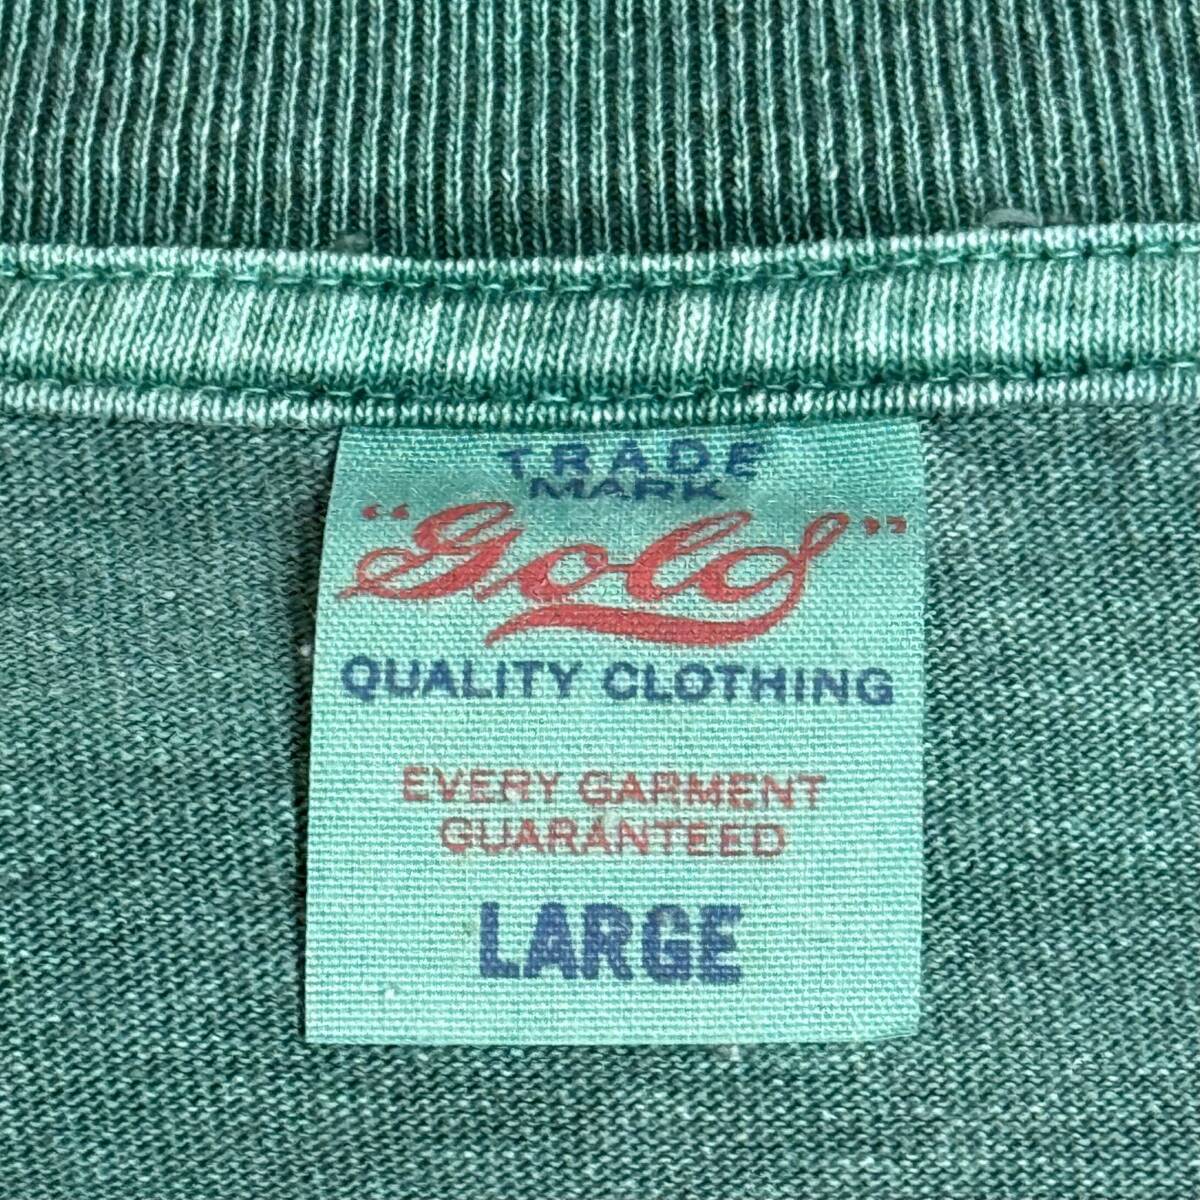 TRADE
MARK
"Gold"
QUALITY CLOTHING
EVERY GARMENT
GUARANTEED
LARGE